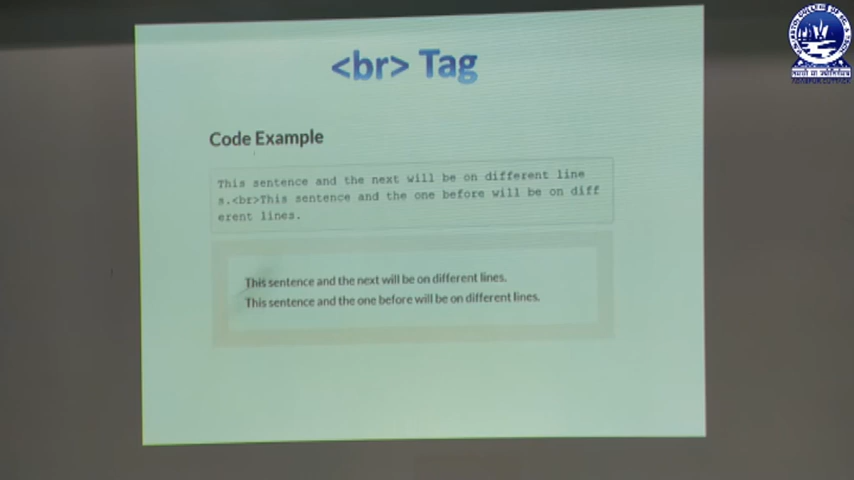 <br> Tag
Code Example
This sentence and the next will be on different line
s.<br>This sentence and the one before will be on diff
erent lines.
This sentence and the next will be on different lines.
This sentence and the one before will be on different lines.